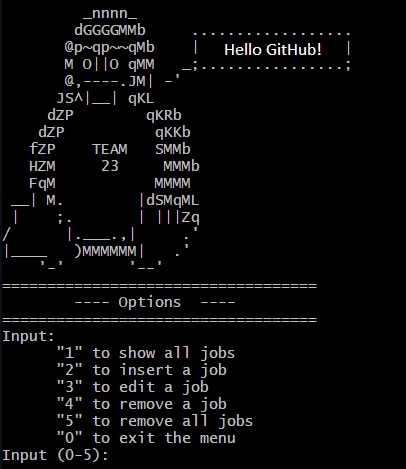 _nnnn_
        dGGGGMMb     ..................
       @p~qp~~qMb    |  Hello GitHub!  |
       M O||O qMM   _;................;
       @,----.JM| -'
      JS^|__| qKL
     dZP        qKRb
    dZP          qKKb
   fZP    TEAM   SMMb
   HZM     23     MMMb
   FqM           MMMM
 __| M.        |dSMqML
 |    ;.       | |||Zq
/      |.___.,|     .'
|____   )MMMMMM|   .'
    '-'       '--'
===================================
        ---- Options  ----
===================================
Input:
      "1" to show all jobs
      "2" to insert a job
      "3" to edit a job
      "4" to remove a job
      "5" to remove all jobs
      "0" to exit the menu
Input (0-5):